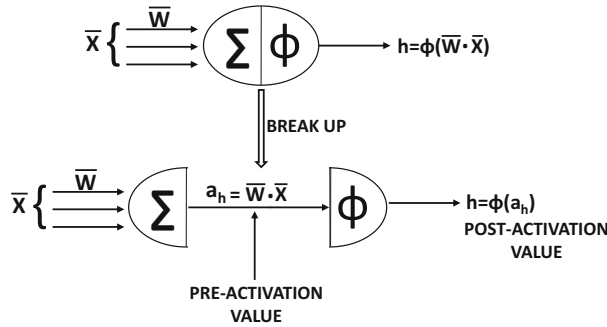 W̅
X̅ {
Σ ϕ
h=ϕ(W̅·X̅)
BREAK UP
W̅
X̅ {
Σ
a_h = W̅·X̅
ϕ
h=ϕ(a_h)
POST-ACTIVATION
VALUE
PRE-ACTIVATION
VALUE